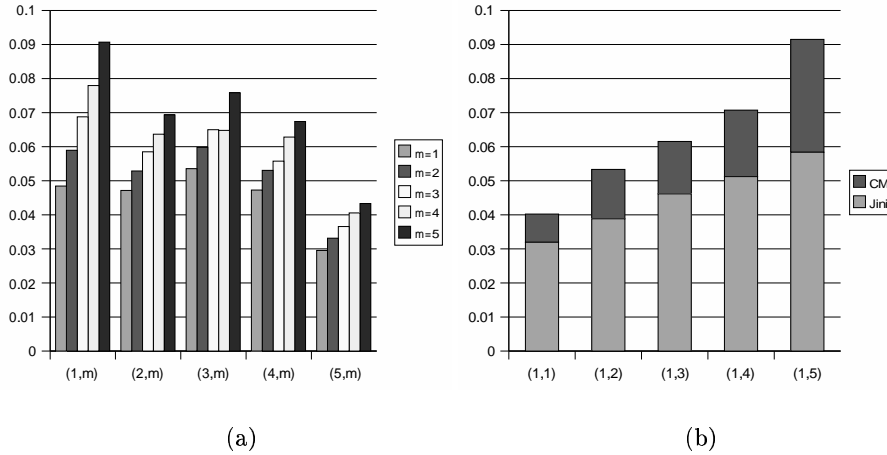 0.1
0.09
0.08
0.07
0.06
0.05
0.04
0.03
0.02
0.01
0
(1,m) (2,m) (3,m) (4,m) (5,m)
m=1
m=2
m=3
m=4
m=5
(a)
0.1
0.09
0.08
0.07
0.06
0.05
0.04
0.03
0.02
0.01
0
(1,1) (1,2) (1,3) (1,4) (1,5)
CM
Jini
(b)